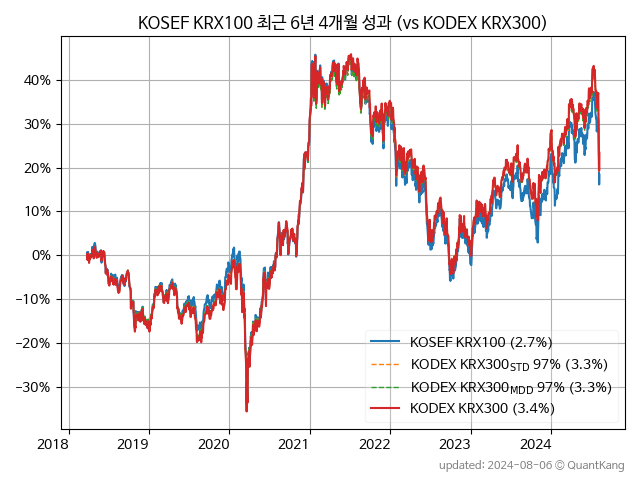 KOSEF KRX100 최근 6년 4개월 성과 (vs KODEX KRX300)
40%
30%
20%
10%
0%
−10%
−20%
−30%
KOSEF KRX100 (2.7%)
KODEX KRX300STD 97% (3.3%)
KODEX KRX300MDD 97% (3.3%)
KODEX KRX300 (3.4%)
2018 2019 2020 2021 2022 2023 2024
updated: 2024-08-06 © QuantKang